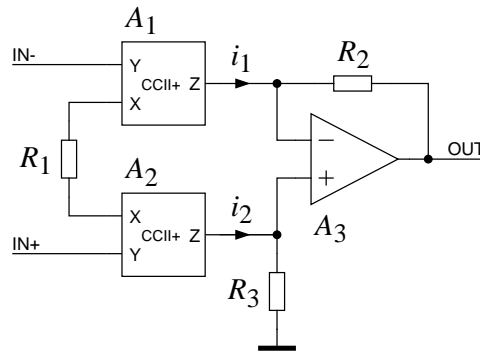 A1
IN-
Y
CCII+
Z
X
i1
R2
R1
A2
X
CCII+
Z
Y
IN+
i2
−
+
OUT
A3
R3